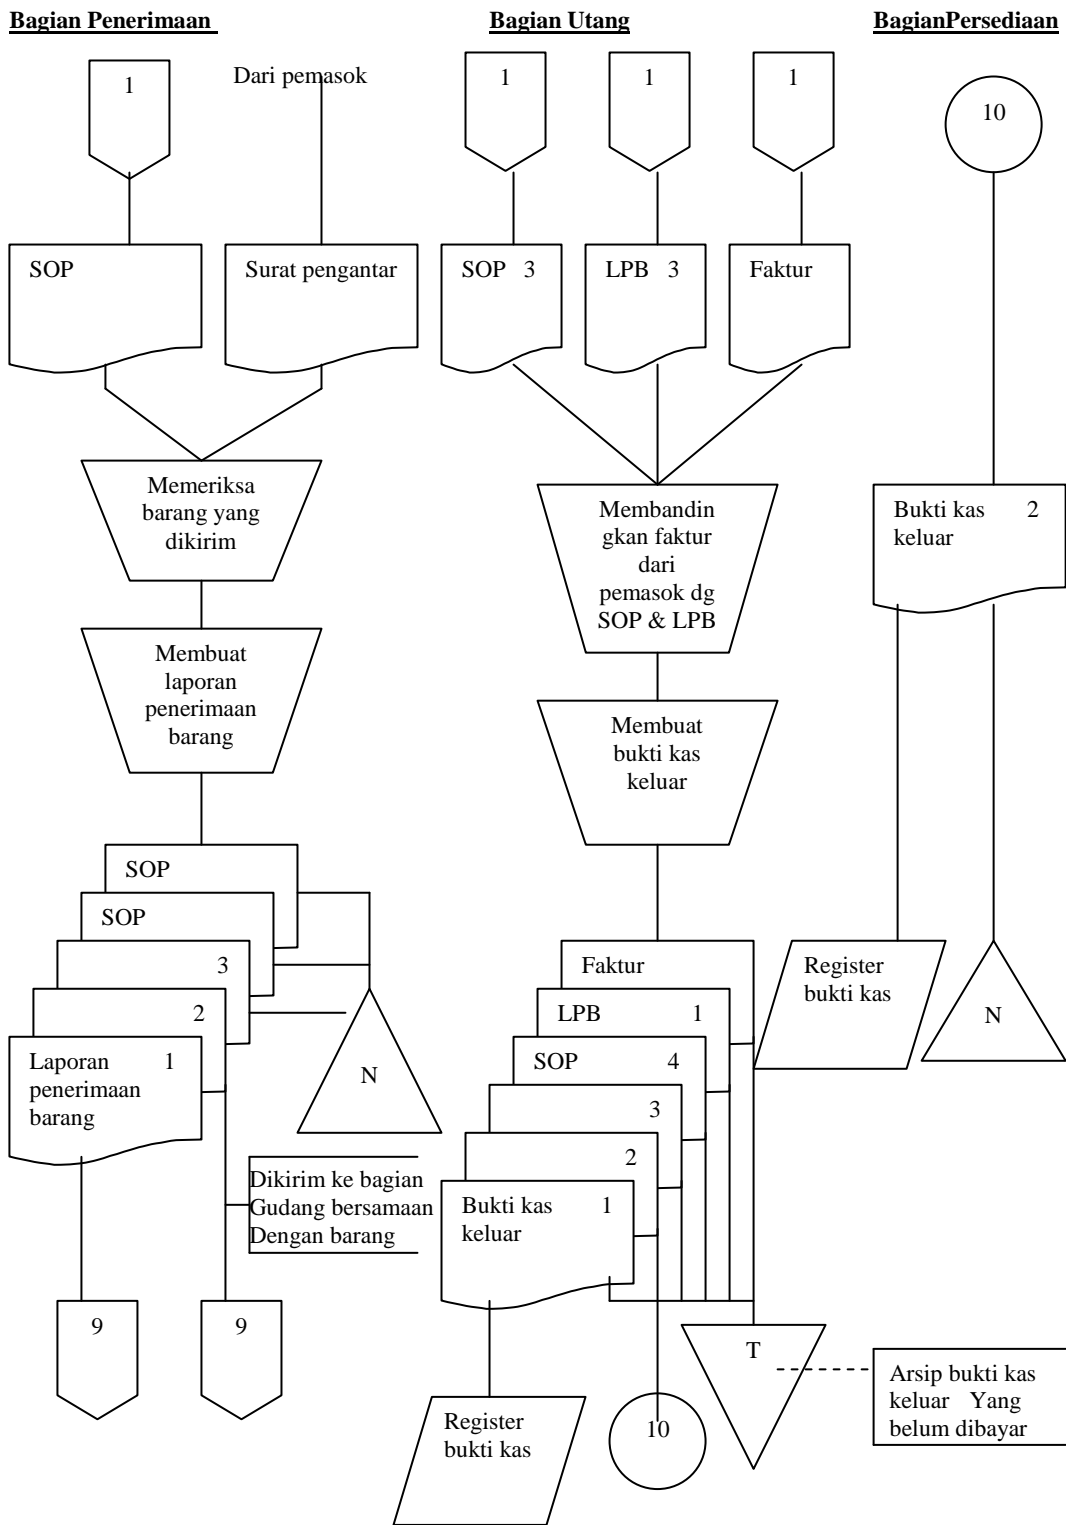 Bagian Penerimaan
Bagian Utang
BagianPersediaan
1
Dari pemasok
1
1
1
10
SOP
Surat pengantar
SOP 3
LPB 3
Faktur
Memeriksa
barang yang
dikirim
Membandin
gkan faktur
dari
pemasok dg
SOP & LPB
Bukti kas 2
keluar
Membuat
laporan
penerimaan
barang
Membuat
bukti kas
keluar
SOP
SOP
3
2
Laporan 1
penerimaan
barang
N
Faktur
LPB 1
SOP 4
3
2
Bukti kas 1
keluar
Register
bukti kas
N
Dikirim ke bagian
Gudang bersamaan
Dengan barang
9
9
T
Arsip bukti kas
keluar Yang
belum dibayar
Register
bukti kas
10